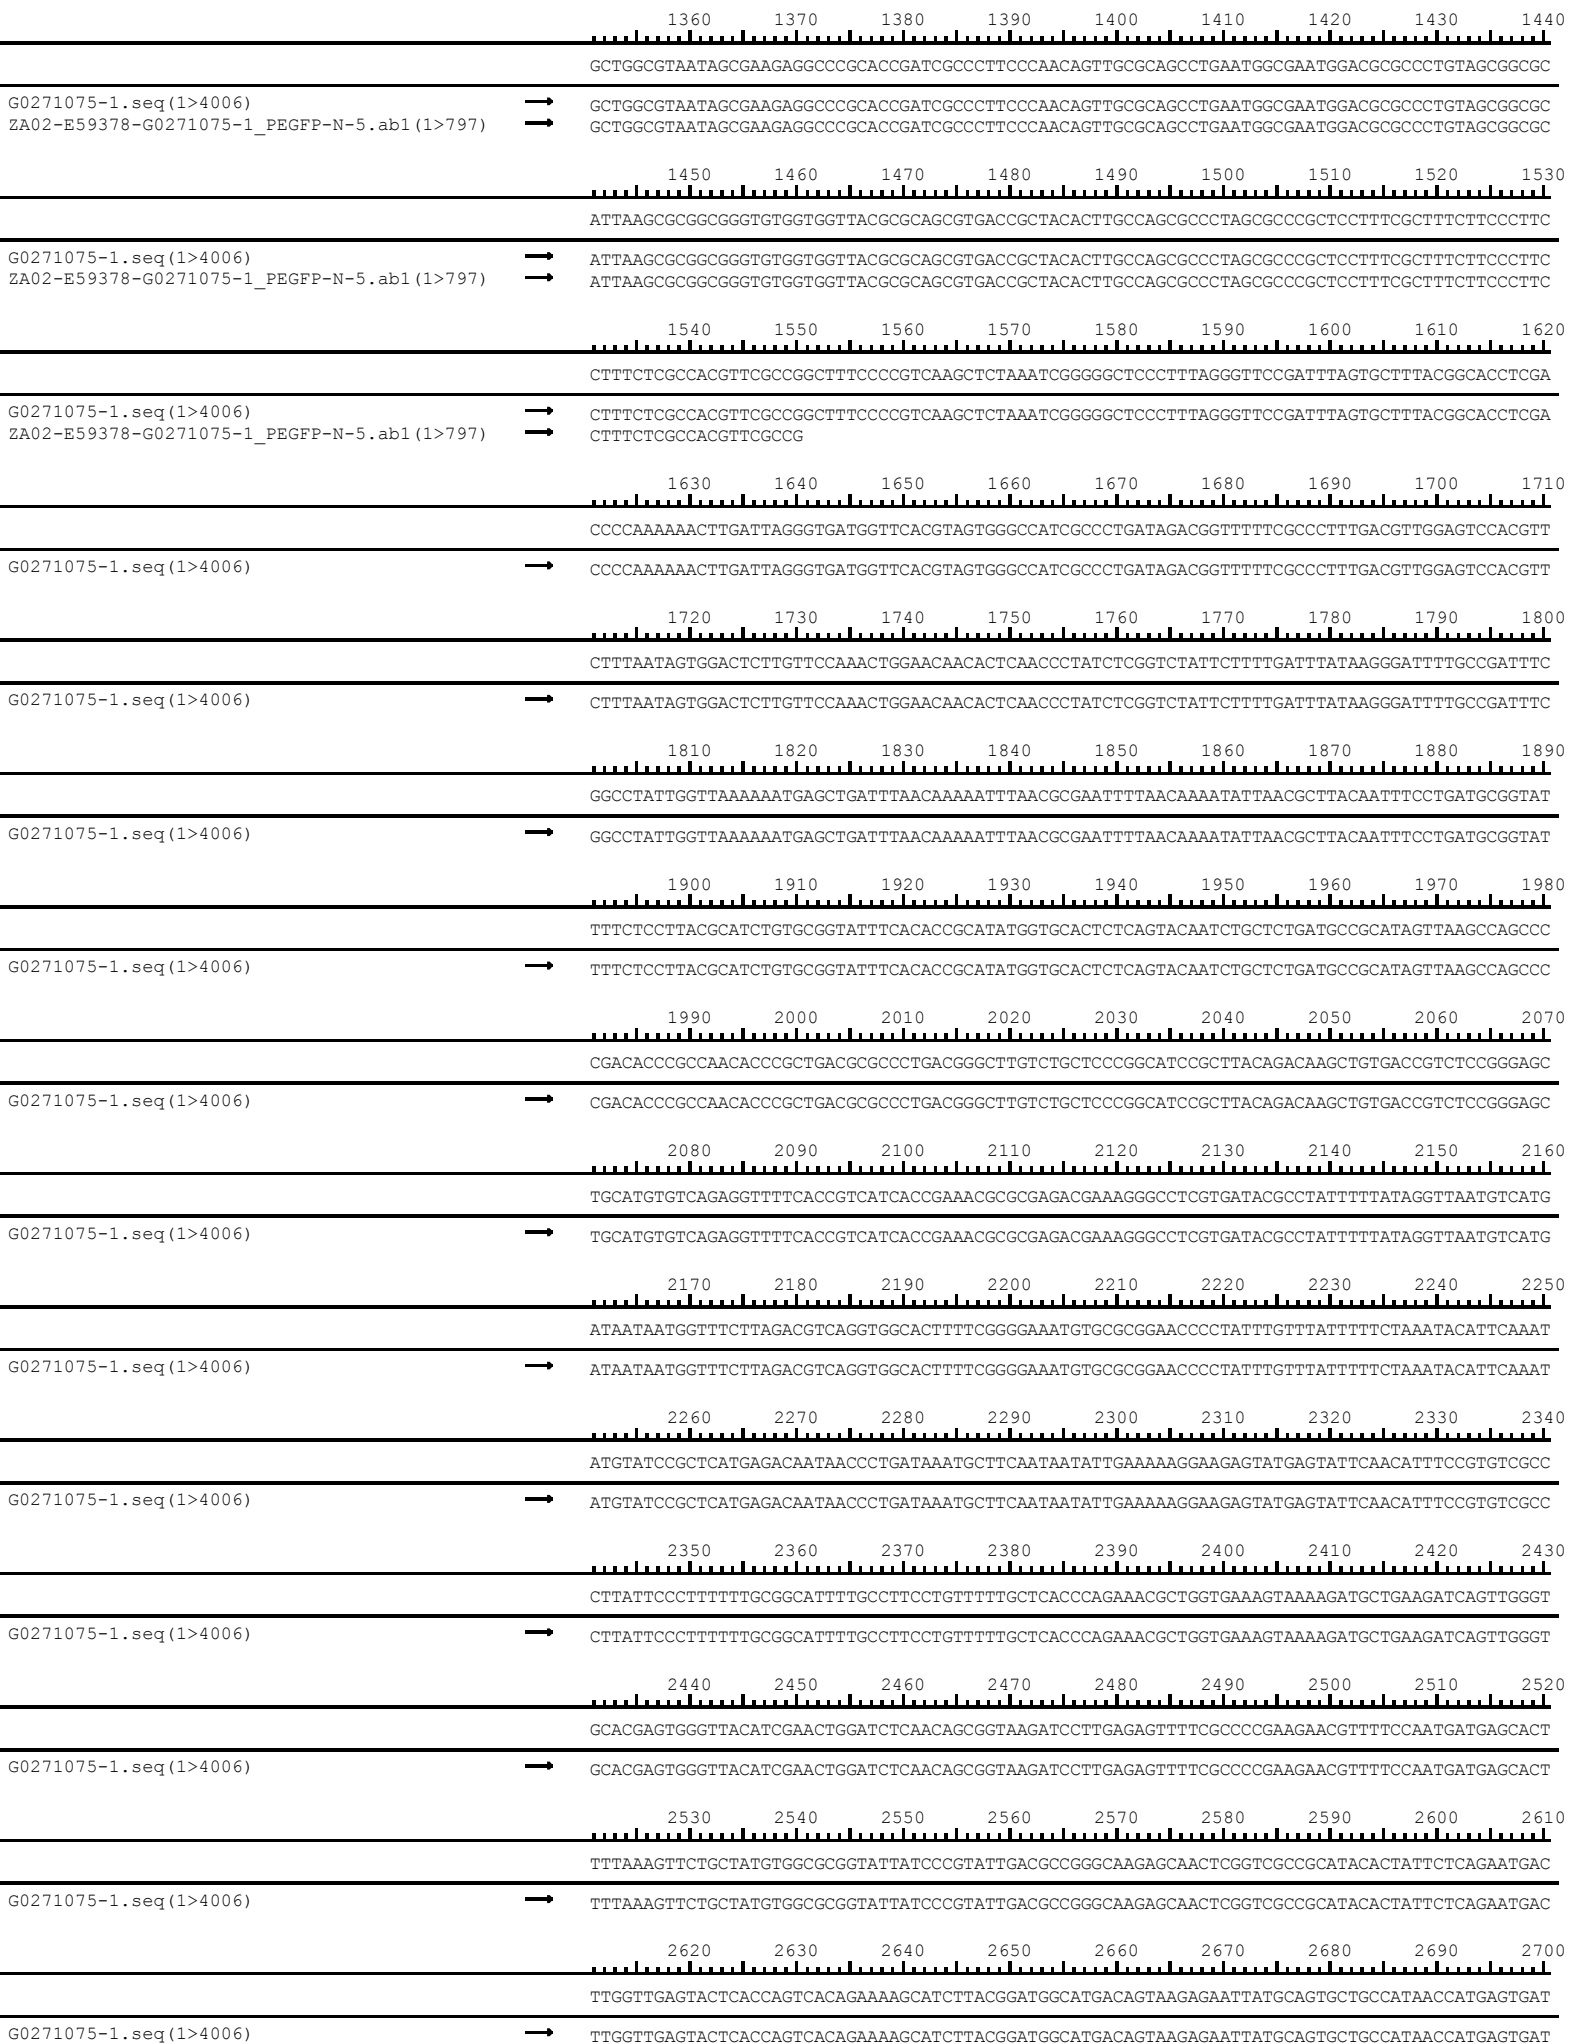 1360 1370 1380 1390 1400 1410 1420 1430 1440
GCTGGCGTAATAGCGAAGAGGCCCGCACCGATCGCCCTTCCCAACAGTTGCGCAGCCTGAATGGCGAATGGACGCGCCCTGTAGCGGCGC
G0271075-1.seq(1>4006) → GCTGGCGTAATAGCGAAGAGGCCCGCACCGATCGCCCTTCCCAACAGTTGCGCAGCCTGAATGGCGAATGGACGCGCCCTGTAGCGGCGC
ZA02-E59378-G0271075-1_PEGFP-N-5.ab1(1>797) → GCTGGCGTAATAGCGAAGAGGCCCGCACCGATCGCCCTTCCCAACAGTTGCGCAGCCTGAATGGCGAATGGACGCGCCCTGTAGCGGCGC
1450 1460 1470 1480 1490 1500 1510 1520 1530
ATTAAGCGCGGCGGGTGTGGTGGTTACGCGCAGCGTGACCGCTACACTTGCCAGCGCCCTAGCGCCCGCTCCTTTCGCTTTCTTCCCTTC
G0271075-1.seq(1>4006) → ATTAAGCGCGGCGGGTGTGGTGGTTACGCGCAGCGTGACCGCTACACTTGCCAGCGCCCTAGCGCCCGCTCCTTTCGCTTTCTTCCCTTC
ZA02-E59378-G0271075-1_PEGFP-N-5.ab1(1>797) → ATTAAGCGCGGCGGGTGTGGTGGTTACGCGCAGCGTGACCGCTACACTTGCCAGCGCCCTAGCGCCCGCTCCTTTCGCTTTCTTCCCTTC
1540 1550 1560 1570 1580 1590 1600 1610 1620
CTTTCTCGCCACGTTCGCCGGCTTTCCCCGTCAAGCTCTAAATCGGGGGCTCCCTTTAGGGTTCCGATTTAGTGCTTTACGGCACCTCGA
G0271075-1.seq(1>4006) → CTTTCTCGCCACGTTCGCCGGCTTTCCCCGTCAAGCTCTAAATCGGGGGCTCCCTTTAGGGTTCCGATTTAGTGCTTTACGGCACCTCGA
ZA02-E59378-G0271075-1_PEGFP-N-5.ab1(1>797) → CTTTCTCGCCACGTTCGCCG
1630 1640 1650 1660 1670 1680 1690 1700 1710
CCCCAAAAAACTTGATTAGGGTGATGGTTCACGTAGTGGGCCATCGCCCTGATAGACGGTTTTTCGCCCTTTGACGTTGGAGTCCACGTT
G0271075-1.seq(1>4006) → CCCCAAAAAACTTGATTAGGGTGATGGTTCACGTAGTGGGCCATCGCCCTGATAGACGGTTTTTCGCCCTTTGACGTTGGAGTCCACGTT
1720 1730 1740 1750 1760 1770 1780 1790 1800
CTTTAATAGTGGACTCTTGTTCCAAACTGGAACAACACTCAACCCTATCTCGGTCTATTCTTTTGATTTATAAGGGATTTTGCCGATTTC
G0271075-1.seq(1>4006) → CTTTAATAGTGGACTCTTGTTCCAAACTGGAACAACACTCAACCCTATCTCGGTCTATTCTTTTGATTTATAAGGGATTTTGCCGATTTC
1810 1820 1830 1840 1850 1860 1870 1880 1890
GGCCTATTGGTTAAAAAATGAGCTGATTTAACAAAAATTTAACGCGAATTTTAACAAAATATTAACGCTTACAATTTCCTGATGCGGTAT
G0271075-1.seq(1>4006) → GGCCTATTGGTTAAAAAATGAGCTGATTTAACAAAAATTTAACGCGAATTTTAACAAAATATTAACGCTTACAATTTCCTGATGCGGTAT
1900 1910 1920 1930 1940 1950 1960 1970 1980
TTTCTCCTTACGCATCTGTGCGGTATTTCACACCGCATATGGTGCACTCTCAGTACAATCTGCTCTGATGCCGCATAGTTAAGCCAGCCC
G0271075-1.seq(1>4006) → TTTCTCCTTACGCATCTGTGCGGTATTTCACACCGCATATGGTGCACTCTCAGTACAATCTGCTCTGATGCCGCATAGTTAAGCCAGCCC
1990 2000 2010 2020 2030 2040 2050 2060 2070
CGACACCCGCCAACACCCGCTGACGCGCCCTGACGGGCTTGTCTGCTCCCGGCATCCGCTTACAGACAAGCTGTGACCGTCTCCGGGAGC
G0271075-1.seq(1>4006) → CGACACCCGCCAACACCCGCTGACGCGCCCTGACGGGCTTGTCTGCTCCCGGCATCCGCTTACAGACAAGCTGTGACCGTCTCCGGGAGC
2080 2090 2100 2110 2120 2130 2140 2150 2160
TGCATGTGTCAGAGGTTTTCACCGTCATCACCGAAACGCGCGAGACGAAAGGGCCTCGTGATACGCCTATTTTTATAGGTTAATGTCATG
G0271075-1.seq(1>4006) → TGCATGTGTCAGAGGTTTTCACCGTCATCACCGAAACGCGCGAGACGAAAGGGCCTCGTGATACGCCTATTTTTATAGGTTAATGTCATG
2170 2180 2190 2200 2210 2220 2230 2240 2250
ATAATAATGGTTTCTTAGACGTCAGGTGGCACTTTTCGGGGAAATGTGCGCGGAACCCCTATTTGTTTATTTTTCTAAATACATTCAAAT
G0271075-1.seq(1>4006) → ATAATAATGGTTTCTTAGACGTCAGGTGGCACTTTTCGGGGAAATGTGCGCGGAACCCCTATTTGTTTATTTTTCTAAATACATTCAAAT
2260 2270 2280 2290 2300 2310 2320 2330 2340
ATGTATCCGCTCATGAGACAATAACCCTGATAAATGCTTCAATAATATTGAAAAAGGAAGAGTATGAGTATTCAACATTTCCGTGTCGCC
G0271075-1.seq(1>4006) → ATGTATCCGCTCATGAGACAATAACCCTGATAAATGCTTCAATAATATTGAAAAAGGAAGAGTATGAGTATTCAACATTTCCGTGTCGCC
2350 2360 2370 2380 2390 2400 2410 2420 2430
CTTATTCCCTTTTTTGCGGCATTTTGCCTTCCTGTTTTTGCTCACCCAGAAACGCTGGTGAAAGTAAAAGATGCTGAAGATCAGTTGGGT
G0271075-1.seq(1>4006) → CTTATTCCCTTTTTTGCGGCATTTTGCCTTCCTGTTTTTGCTCACCCAGAAACGCTGGTGAAAGTAAAAGATGCTGAAGATCAGTTGGGT
2440 2450 2460 2470 2480 2490 2500 2510 2520
GCACGAGTGGGTTACATCGAACTGGATCTCAACAGCGGTAAGATCCTTGAGAGTTTTCGCCCCGAAGAACGTTTTCCAATGATGAGCACT
G0271075-1.seq(1>4006) → GCACGAGTGGGTTACATCGAACTGGATCTCAACAGCGGTAAGATCCTTGAGAGTTTTCGCCCCGAAGAACGTTTTCCAATGATGAGCACT
2530 2540 2550 2560 2570 2580 2590 2600 2610
TTTAAAGTTCTGCTATGTGGCGCGGTATTATCCCGTATTGACGCCGGGCAAGAGCAACTCGGTCGCCGCATACACTATTCTCAGAATGAC
G0271075-1.seq(1>4006) → TTTAAAGTTCTGCTATGTGGCGCGGTATTATCCCGTATTGACGCCGGGCAAGAGCAACTCGGTCGCCGCATACACTATTCTCAGAATGAC
2620 2630 2640 2650 2660 2670 2680 2690 2700
TTGGTTGAGTACTCACCAGTCACAGAAAAGCATCTTACGGATGGCATGACAGTAAGAGAATTATGCAGTGCTGCCATAACCATGAGTGAT
G0271075-1.seq(1>4006) → TTGGTTGAGTACTCACCAGTCACAGAAAAGCATCTTACGGATGGCATGACAGTAAGAGAATTATGCAGTGCTGCCATAACCATGAGTGAT